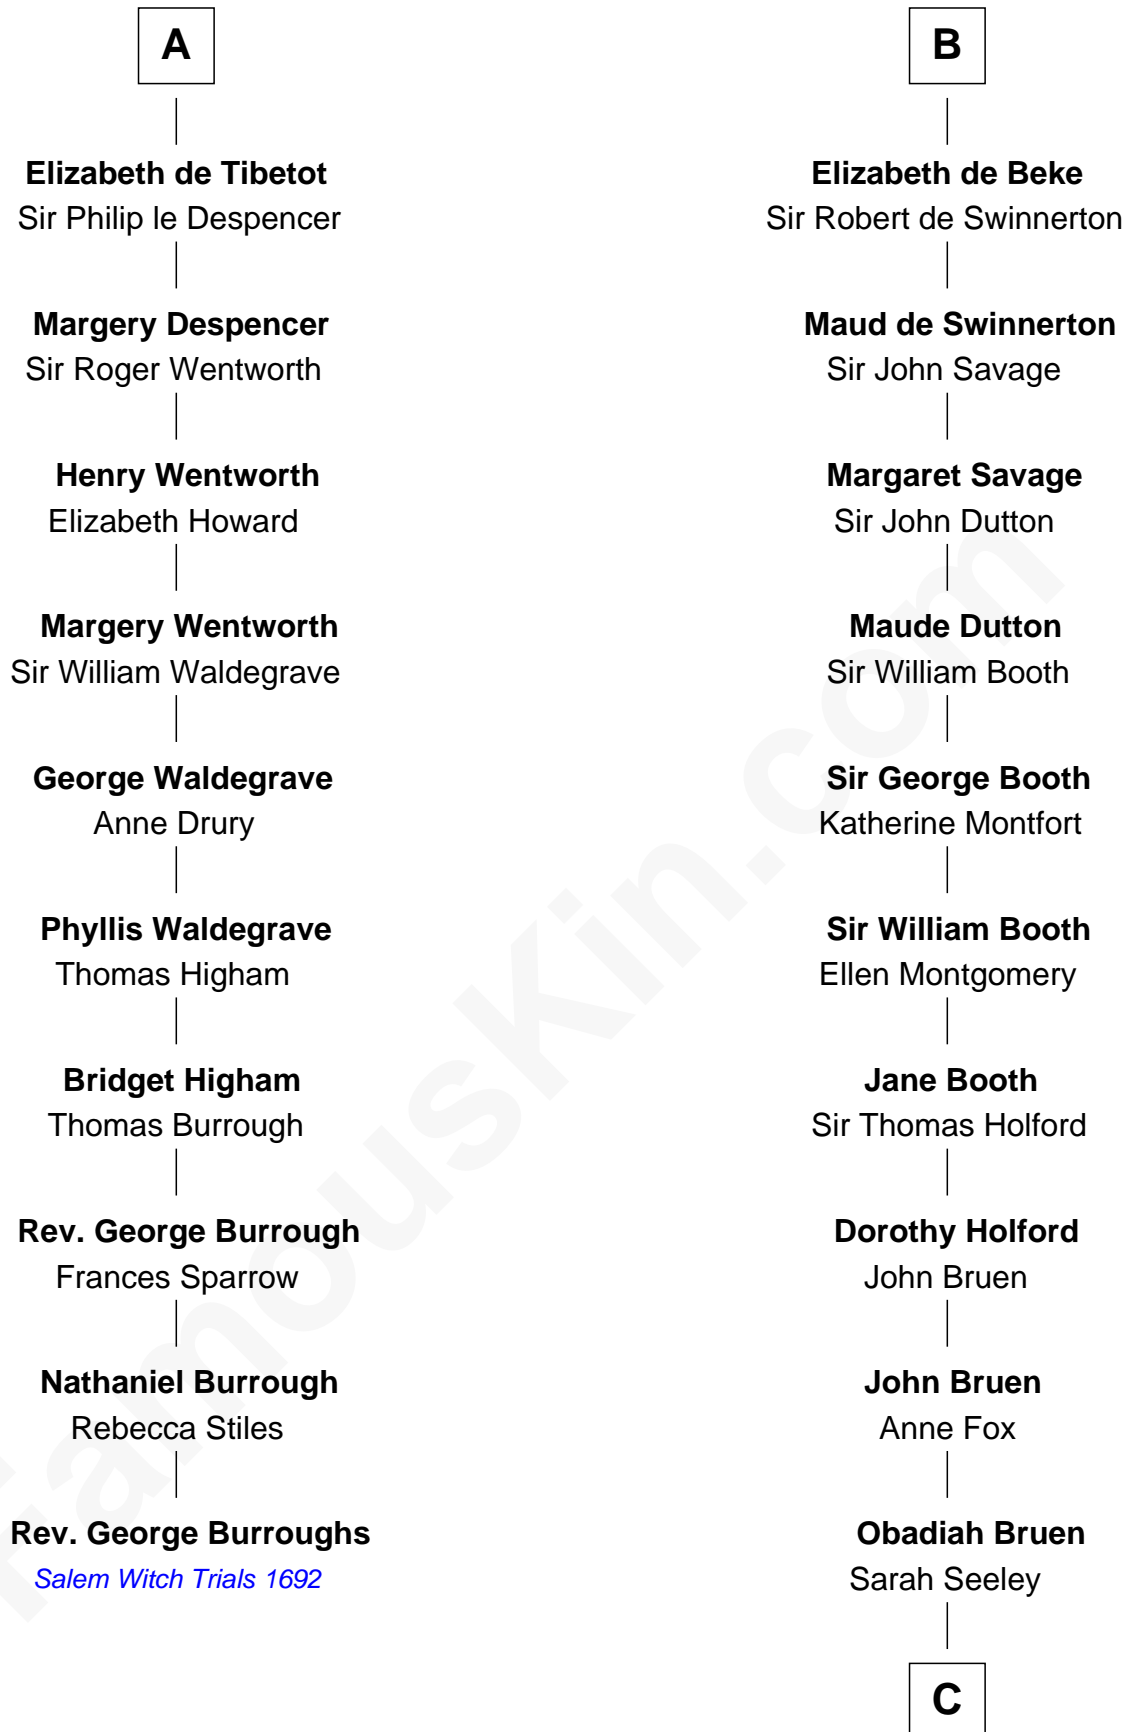 A
Elizabeth de Tibetot
Sir Philip le Despencer
Margery Despencer
Sir Roger Wentworth
Henry Wentworth
Elizabeth Howard
Margery Wentworth
Sir William Waldegrave
George Waldegrave
Anne Drury
Phyllis Waldegrave
Thomas Higham
Bridget Higham
Thomas Burrough
Rev. George Burrough
Frances Sparrow
Nathaniel Burrough
Rebecca Stiles
Rev. George Burroughs
Salem Witch Trials 1692
B
Elizabeth de Beke
Sir Robert de Swinnerton
Maud de Swinnerton
Sir John Savage
Margaret Savage
Sir John Dutton
Maude Dutton
Sir William Booth
Sir George Booth
Katherine Montfort
Sir William Booth
Ellen Montgomery
Jane Booth
Sir Thomas Holford
Dorothy Holford
John Bruen
John Bruen
Anne Fox
Obadiah Bruen
Sarah Seeley
C
FamousKin.com